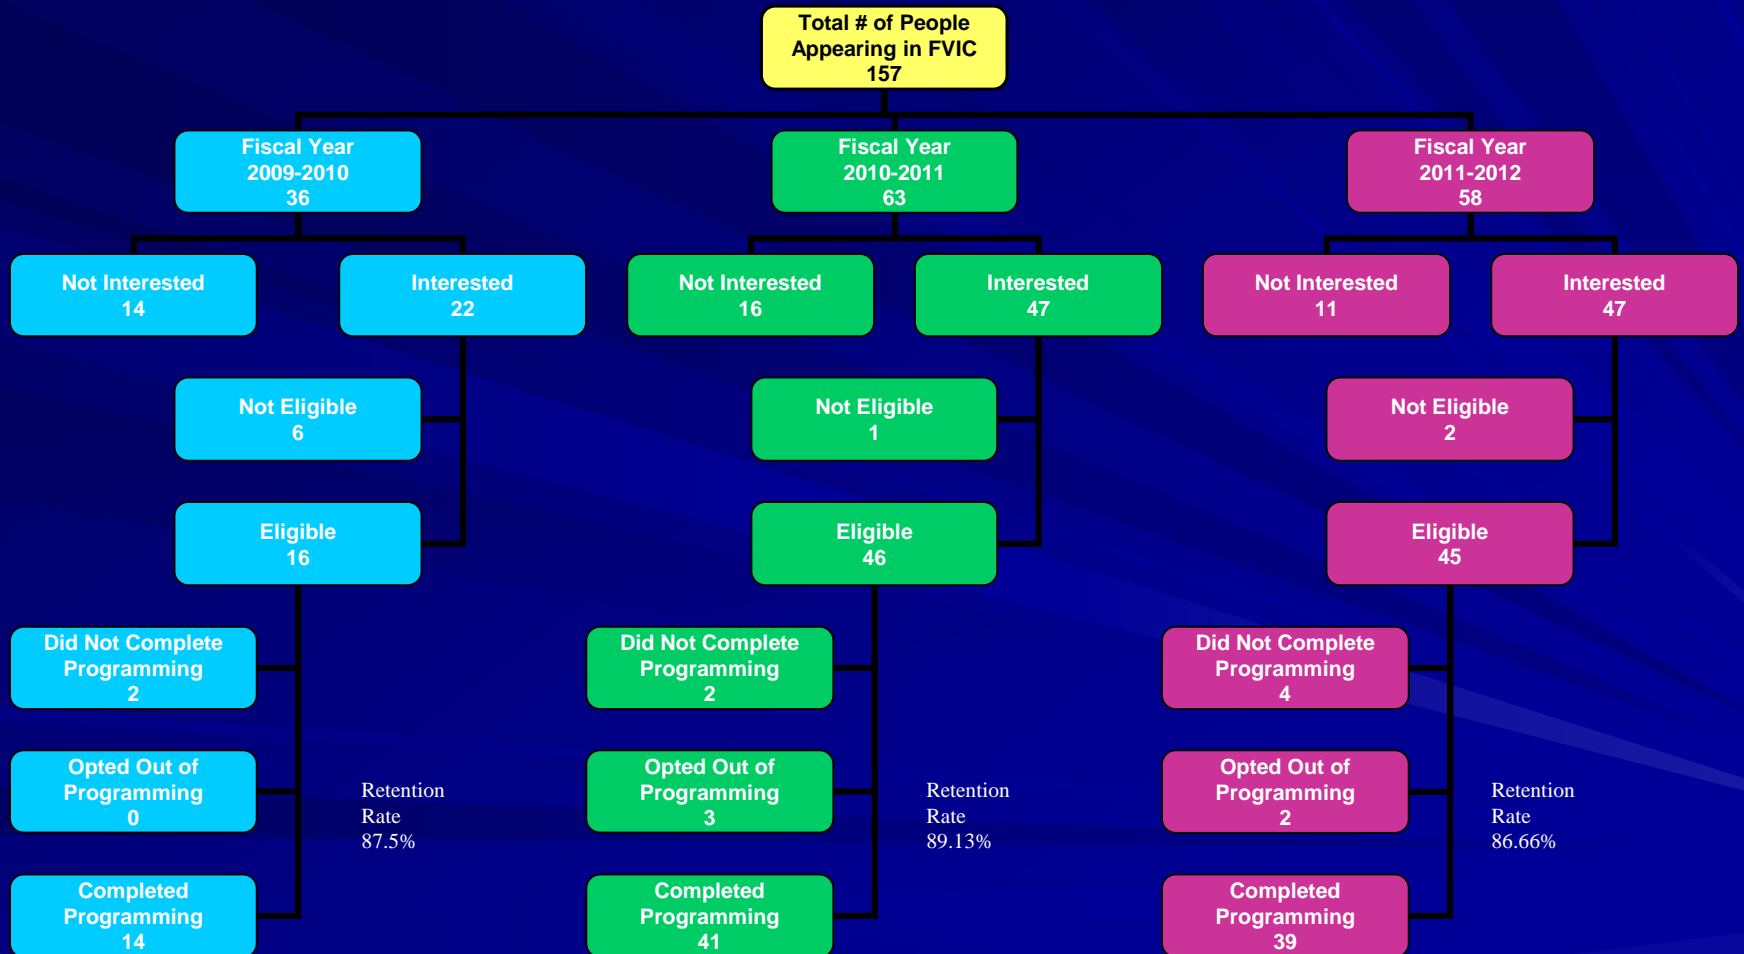 Total # of People
Appearing in FVIC
157
Fiscal Year
2009-2010
36
Fiscal Year
2010-2011
63
Fiscal Year
2011-2012
58
Not Interested
14
Interested
22
Not Interested
16
Interested
47
Not Interested
11
Interested
47
Not Eligible
6
Not Eligible
1
Not Eligible
2
Eligible
16
Eligible
46
Eligible
45
Did Not Complete
Programming
2
Did Not Complete
Programming
2
Did Not Complete
Programming
4
Opted Out of
Programming
0
Retention
Rate
87.5%
Opted Out of
Programming
3
Retention
Rate
89.13%
Opted Out of
Programming
2
Retention
Rate
86.66%
Completed
Programming
14
Completed
Programming
41
Completed
Programming
39